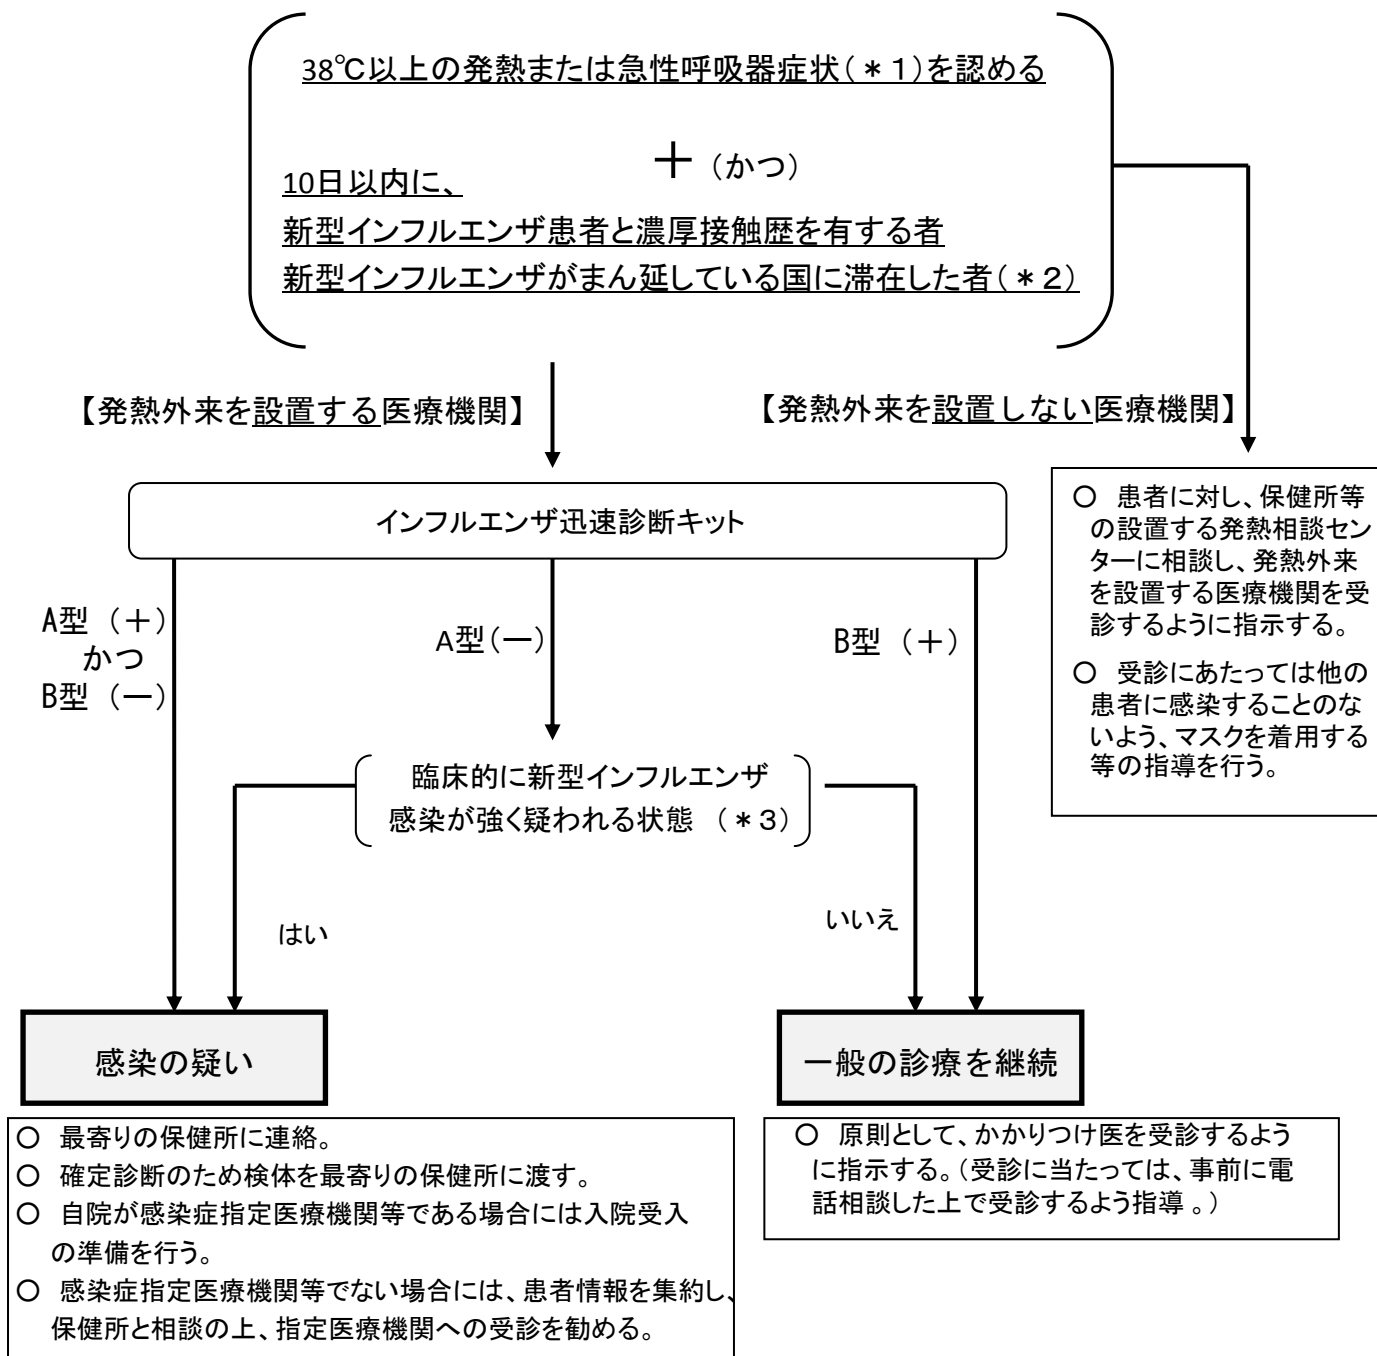 38℃以上の発熱または急性呼吸器症状(＊１)を認める
＋（かつ）
10日以内に、
新型インフルエンザ患者と濃厚接触歴を有する者
新型インフルエンザがまん延している国に滞在した者(＊２)
【発熱外来を設置する医療機関】
【発熱外来を設置しない医療機関】
インフルエンザ迅速診断キット
○　患者に対し、保健所等
の設置する発熱相談セン
ターに相談し、発熱外来
を設置する医療機関を受
診するように指示する。
○　受診にあたっては他の
患者に感染することのな
いよう、マスクを着用する
等の指導を行う。
A型（＋）
かつ
B型（－）
A型(－)
B型（＋）
臨床的に新型インフルエンザ
感染が強く疑われる状態（＊３）
はい
いいえ
感染の疑い
一般の診療を継続
○　最寄りの保健所に連絡。
○　確定診断のため検体を最寄りの保健所に渡す。
○　自院が感染症指定医療機関等である場合には入院受入
の準備を行う。
○　感染症指定医療機関等でない場合には、患者情報を集約し、
保健所と相談の上、指定医療機関への受診を勧める。
○　原則として、かかりつけ医を受診するよう
に指示する。（受診に当たっては、事前に電
話相談した上で受診するよう指導 。）